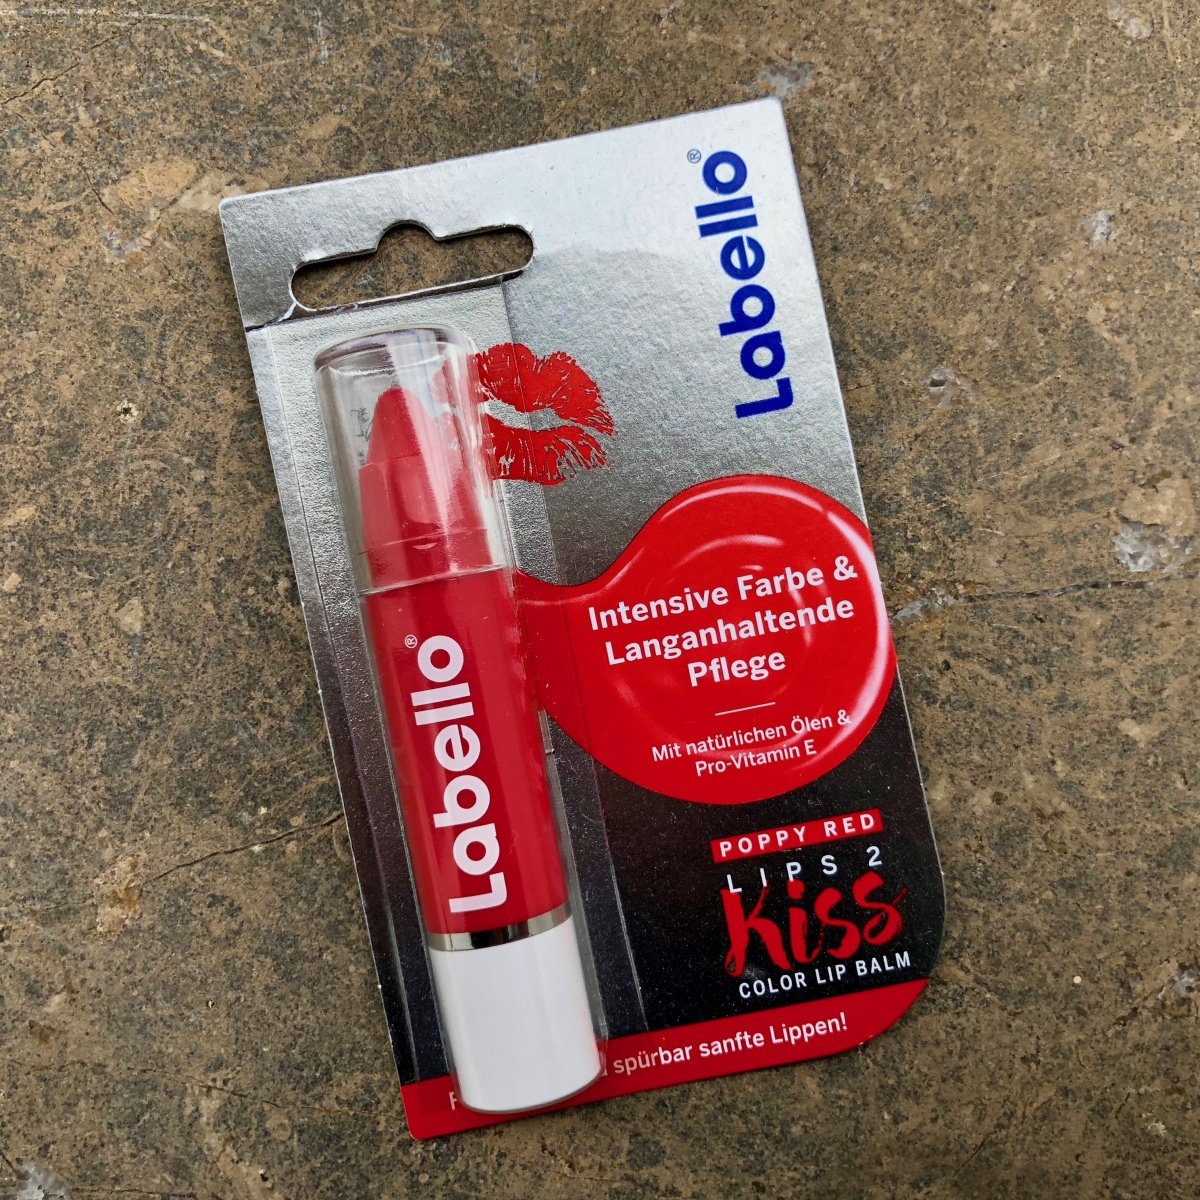 Labello®
Labello®
Intensive Farbe &
Langanhaltende
Pflege
Mit natürlichen Ölen &
Pro-Vitamin E
POPPY RED
LIPS 2
Kiss
COLOR LIP BALM
spürbar sanfte Lippen!